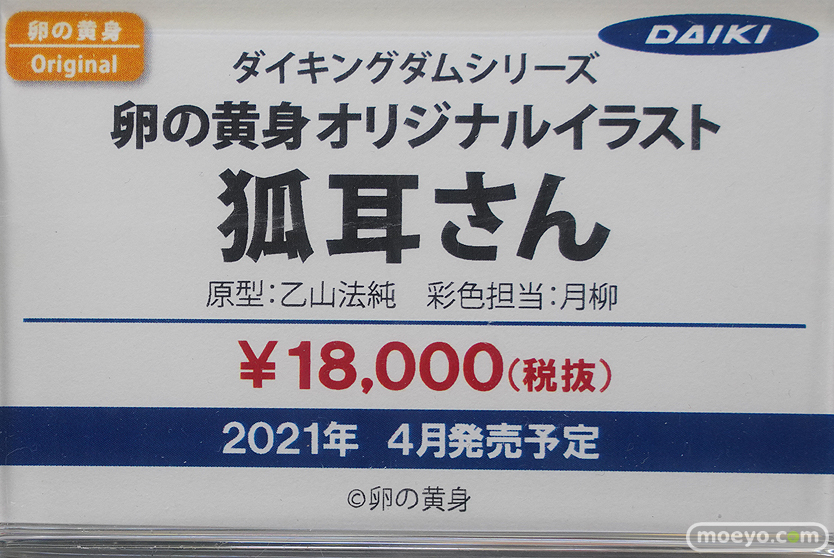 卵の黄身
Original
DAIKI
ダイキングダムシリーズ
卵の黄身オリジナルイラスト
狐耳さん
原型：乙山法純　彩色担当：月柳
￥18,000（税抜）
2021年　4月発売予定
©卵の黄身
moeyo.com